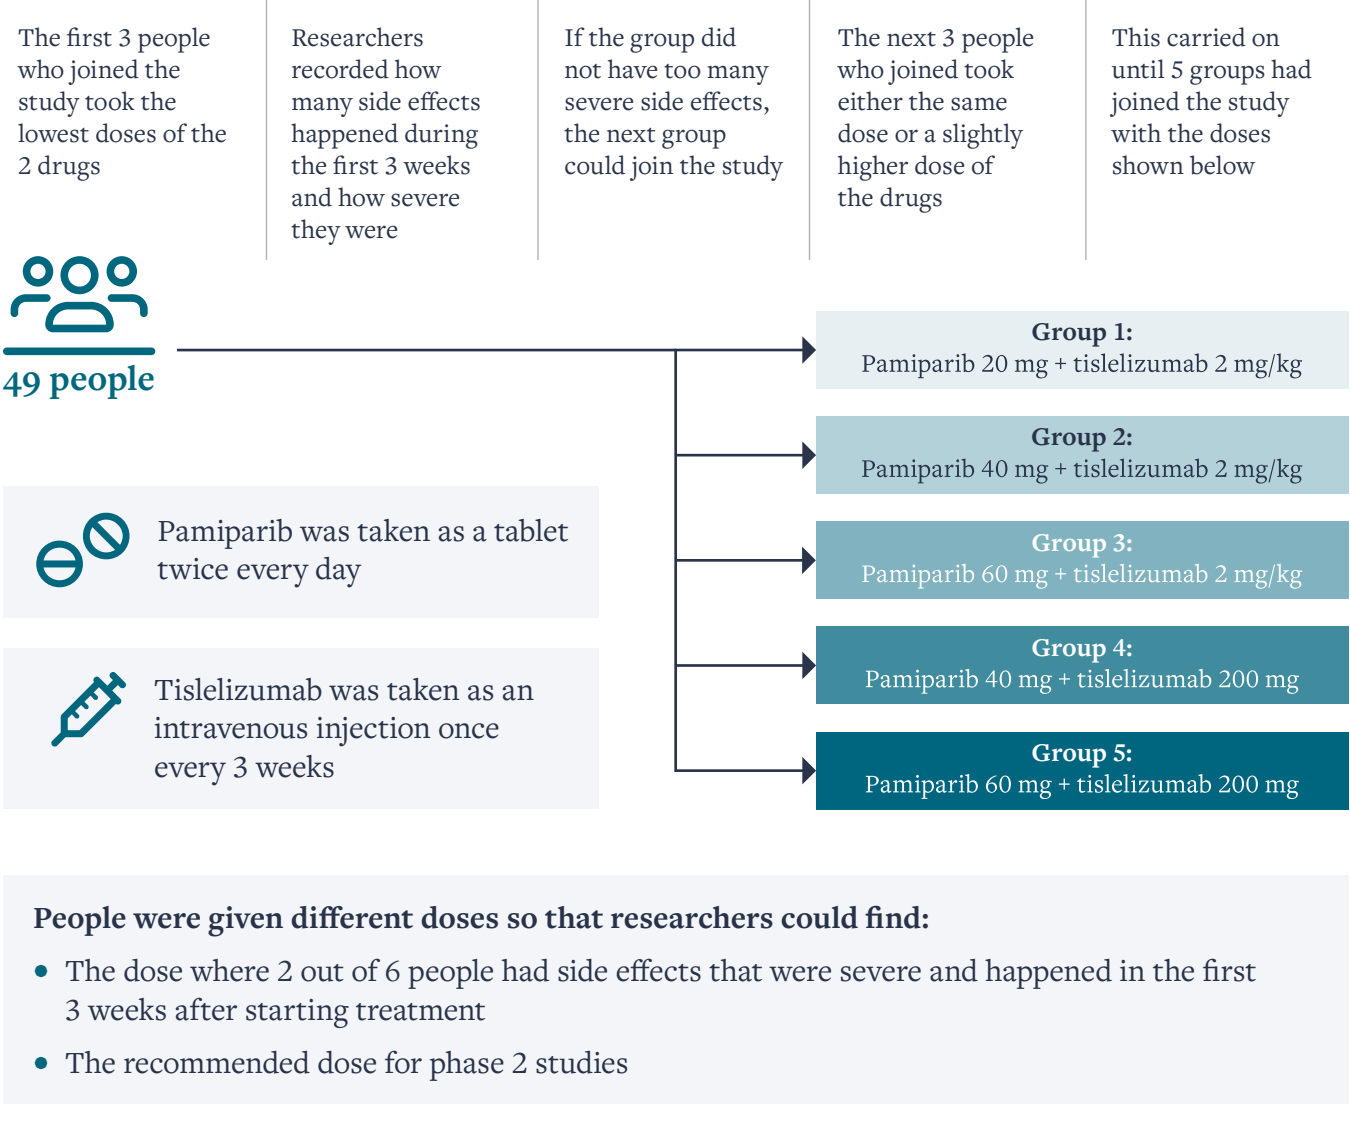 The first 3 people
who joined the
study took the
lowest doses of the
2 drugs
Researchers
recorded how
many side effects
happened during
the first 3 weeks
and how severe
they were
If the group did
not have too many
severe side effects,
the next group
could join the study
The next 3 people
who joined took
either the same
dose or a slightly
higher dose of
the drugs
This carried on
until 5 groups had
joined the study
with the doses
shown below
49 people
Group 1:
Pamiparib 20 mg + tislelizumab 2 mg/kg
Group 2:
Pamiparib 40 mg + tislelizumab 2 mg/kg
Group 3:
Pamiparib 60 mg + tislelizumab 2 mg/kg
Group 4:
Pamiparib 40 mg + tislelizumab 200 mg
Group 5:
Pamiparib 60 mg + tislelizumab 200 mg
Pamiparib was taken as a tablet
twice every day
Tislelizumab was taken as an
intravenous injection once
every 3 weeks
People were given different doses so that researchers could find:
• The dose where 2 out of 6 people had side effects that were severe and happened in the first
3 weeks after starting treatment
• The recommended dose for phase 2 studies